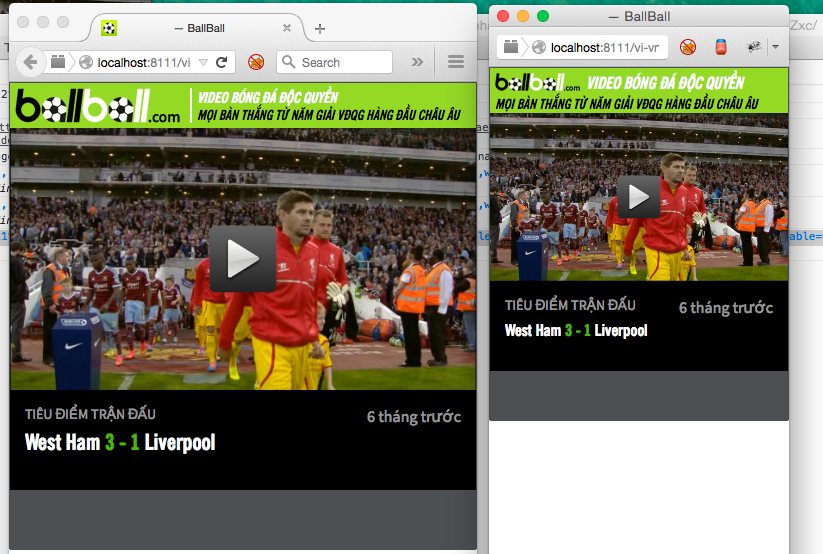 — BallBall
localhost:8111/vi
Search
ballball.com
VIDEO BÓNG ĐÁ ĐỘC QUYỀN
MỌI BÀN THẮNG TỪ NĂM GIẢI VĐQG HÀNG ĐẦU CHÂU ÂU
TIÊU ĐIỂM TRẬN ĐẤU
6 tháng trước
West Ham 3 - 1 Liverpool
— BallBall
localhost:8111/vi-vn
ballball.com
VIDEO BÓNG ĐÁ ĐỘC QUYỀN
MỌI BÀN THẮNG TỪ NĂM GIẢI VĐQG HÀNG ĐẦU CHÂU ÂU
TIÊU ĐIỂM TRẬN ĐẤU
6 tháng trước
West Ham 3 - 1 Liverpool
Zxc/